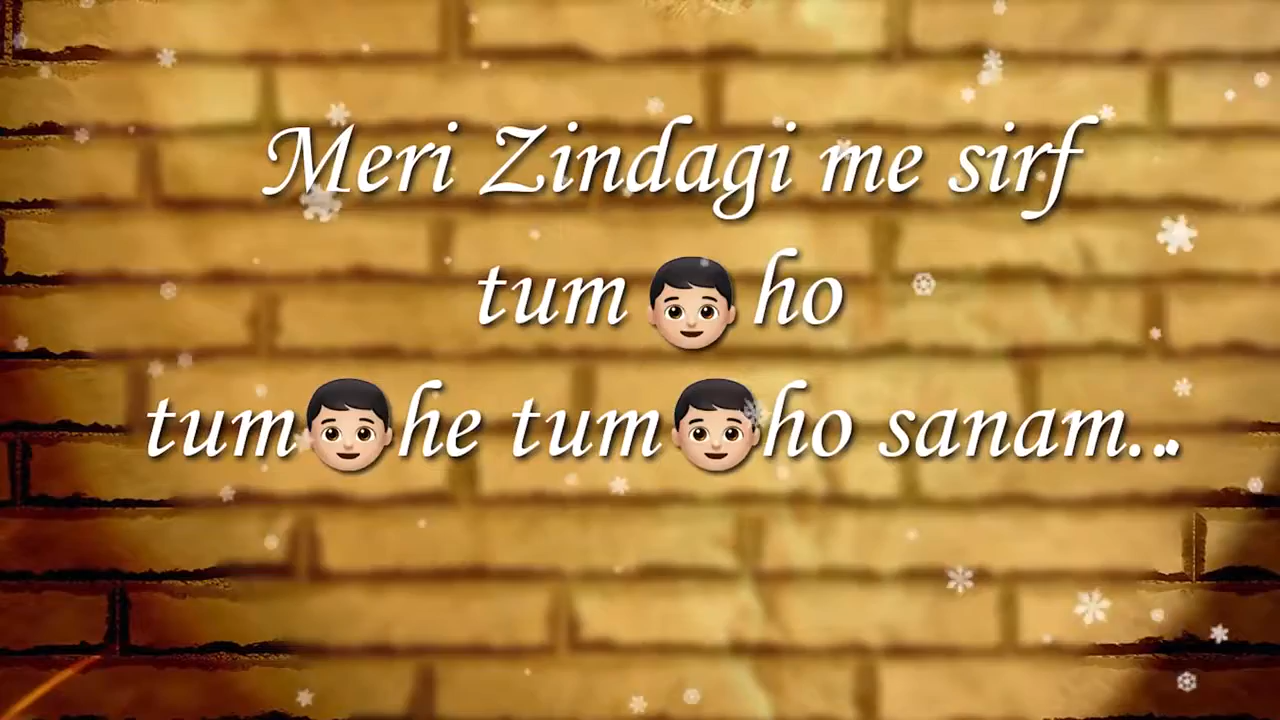 Meri Zindagi me sirf
tum👦🏻ho
tum👦🏻he tum👦🏻ho sanam...